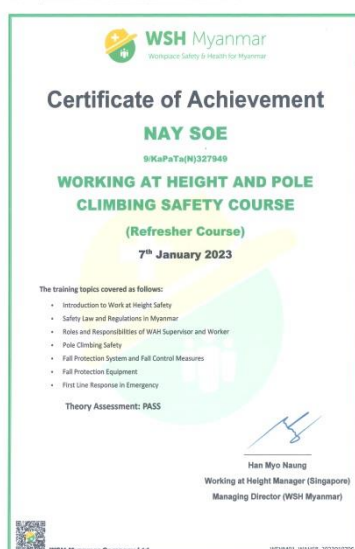 WSH Myanmar
Workplace Safety & Health for Myanmar
Certificate of Achievement
NAY SOE
9/KaPaTa(N)327949
WORKING AT HEIGHT AND POLE
CLIMBING SAFETY COURSE
(Refresher Course)
7th January 2023
The training topics covered as follows:
• Introduction to Work at Height Safety
• Safety Law and Regulations in Myanmar
• Roles and Responsibilities of WAH Supervisor and Worker
• Pole Climbing Safety
• Fall Protection System and Fall Control Measures
• Fall Protection Equipment
• First Line Response in Emergency
Theory Assessment: PASS
Han Myo Naung
Working at Height Manager (Singapore)
Managing Director (WSH Myanmar)